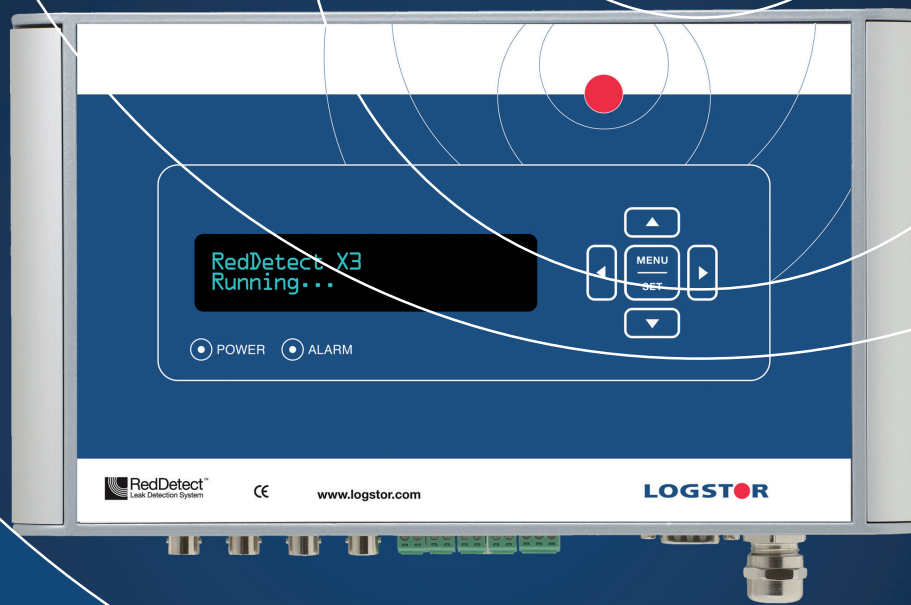 RedDetect X3
Running...
MENU
SET
POWER
ALARM
RedDetect™
Leak Detection System
CE
www.logstor.com
LOGSTOR